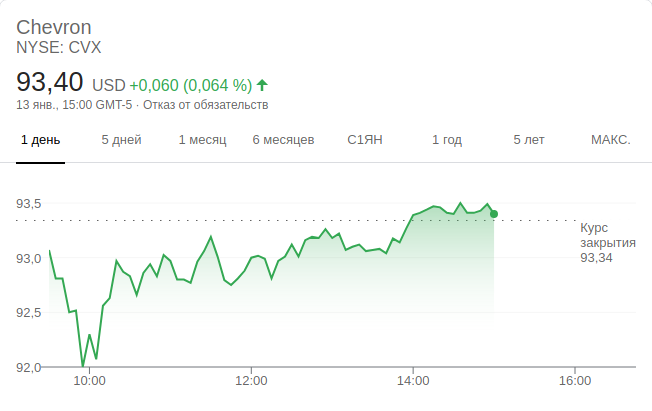 Chevron
NYSE: CVX
93,40 USD +0,060 (0,064 %)
13 янв., 15:00 GMT-5 · Отказ от обязательств
1 день 5 дней 1 месяц 6 месяцев С1ЯН 1 год 5 лет МАКС.
93,5
Курс
закрытия
93,34
93,0
92,5
92,0
10:00 12:00 14:00 16:00